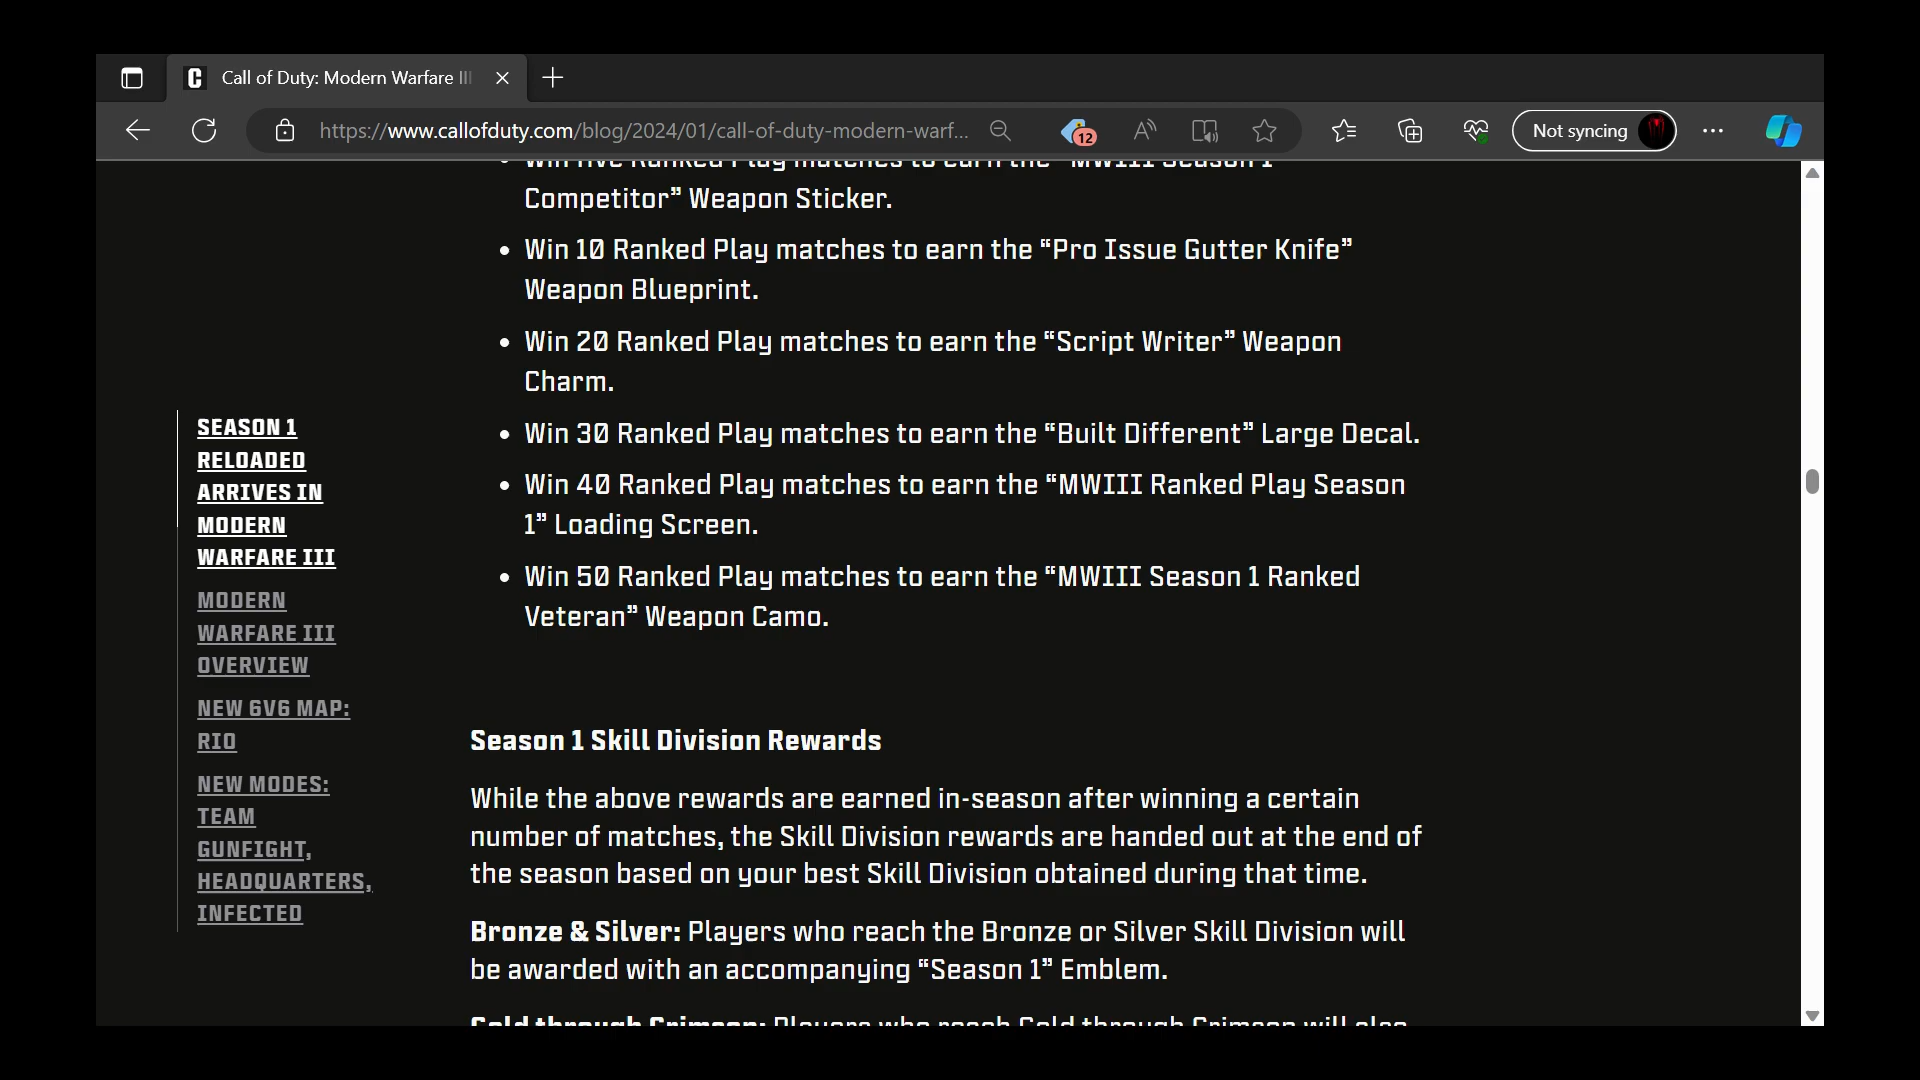 Call of Duty: Modern Warfare III
https://www.callofduty.com/blog/2024/01/call-of-duty-modern-warf...
12
Not syncing
Win five Ranked Play matches to earn the “MWIII Season 1
Competitor” Weapon Sticker.
Win 10 Ranked Play matches to earn the “Pro Issue Gutter Knife”
Weapon Blueprint.
Win 20 Ranked Play matches to earn the “Script Writer” Weapon
Charm.
Win 30 Ranked Play matches to earn the “Built Different” Large Decal.
Win 40 Ranked Play matches to earn the “MWIII Ranked Play Season
1” Loading Screen.
Win 50 Ranked Play matches to earn the “MWIII Season 1 Ranked
Veteran” Weapon Camo.
SEASON 1
RELOADED
ARRIVES IN
MODERN
WARFARE III
MODERN
WARFARE III
OVERVIEW
NEW 6V6 MAP:
RIO
NEW MODES:
TEAM
GUNFIGHT,
HEADQUARTERS,
INFECTED
Season 1 Skill Division Rewards
While the above rewards are earned in-season after winning a certain
number of matches, the Skill Division rewards are handed out at the end of
the season based on your best Skill Division obtained during that time.
Bronze & Silver: Players who reach the Bronze or Silver Skill Division will
be awarded with an accompanying “Season 1” Emblem.
Gold through Crimson: Players who reach Gold through Crimson will also